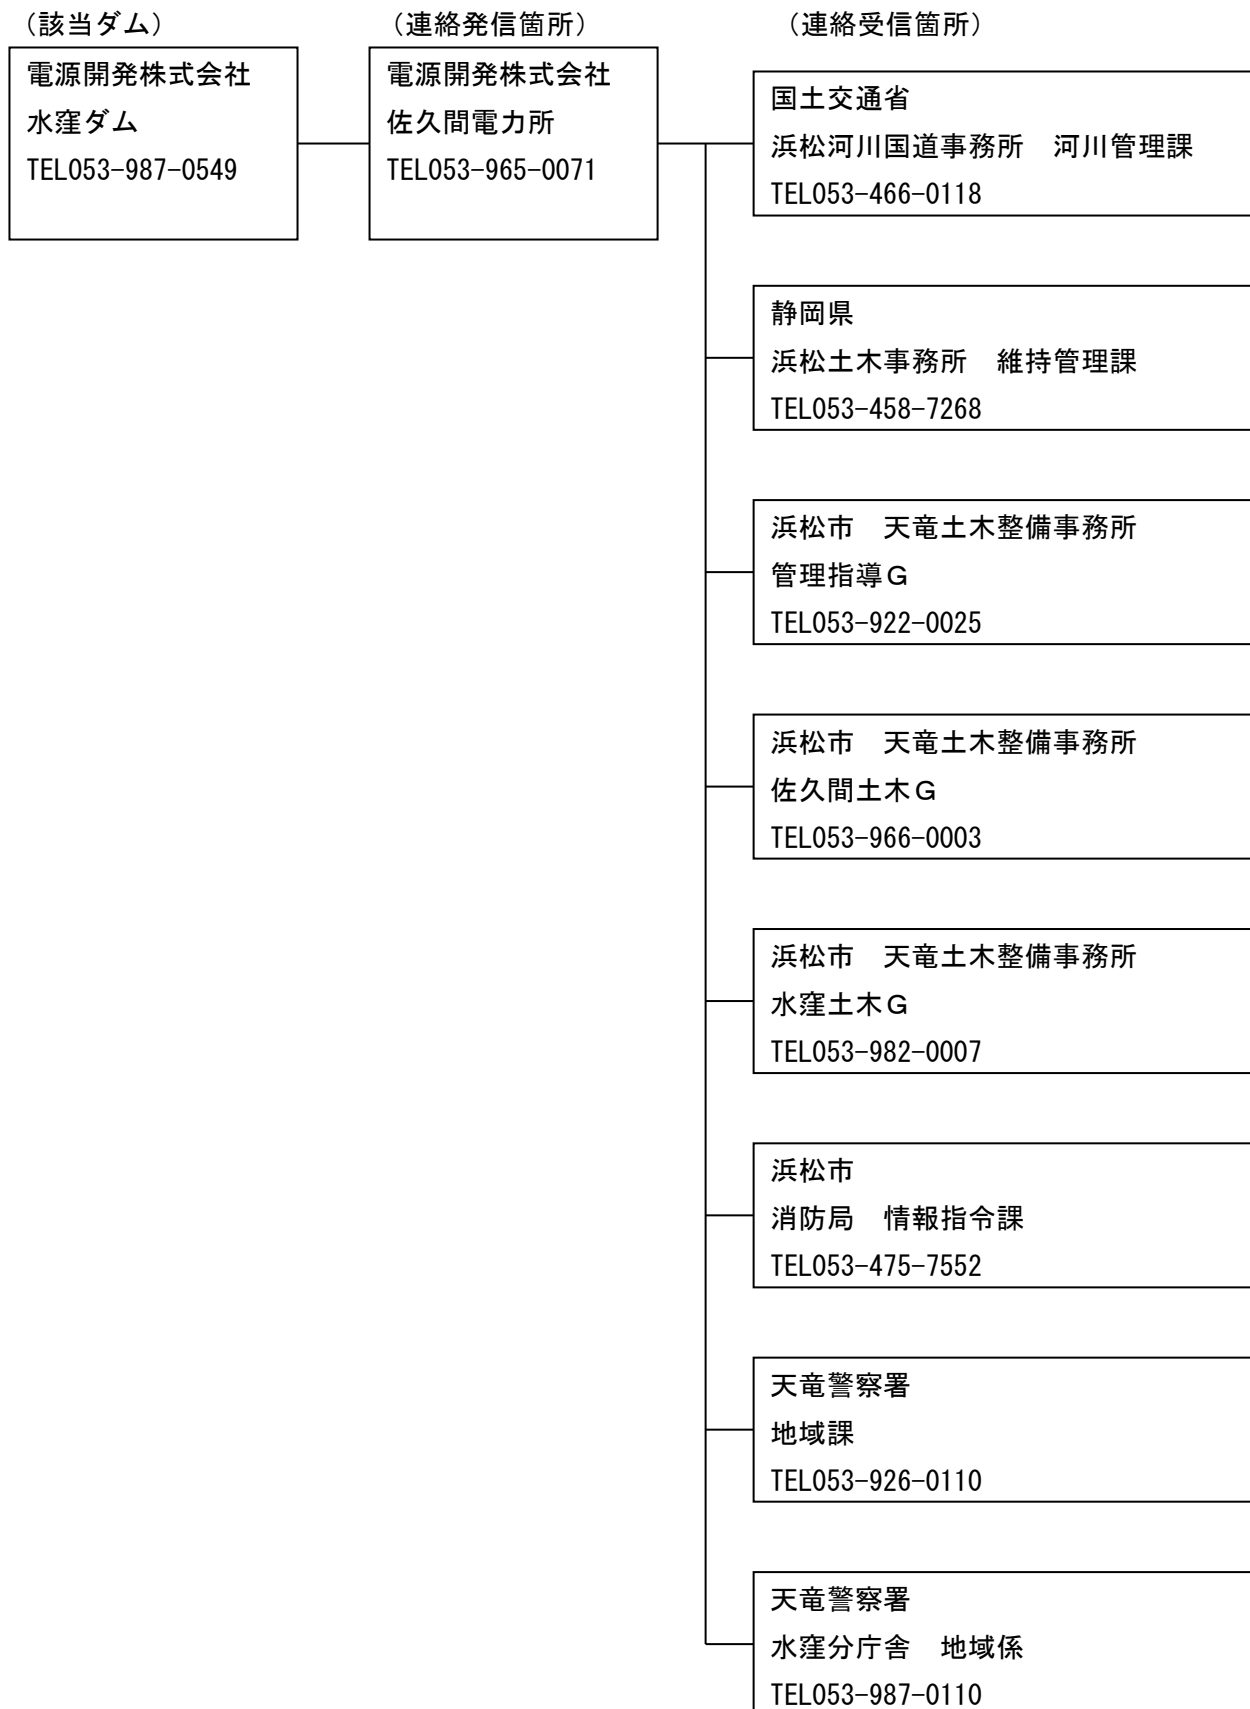 （該当ダム）
電源開発株式会社
水窪ダム
TEL053-987-0549
（連絡発信箇所）
電源開発株式会社
佐久間電力所
TEL053-965-0071
（連絡受信箇所）
国土交通省
浜松河川国道事務所　河川管理課
TEL053-466-0118
静岡県
浜松土木事務所　維持管理課
TEL053-458-7268
浜松市　天竜土木整備事務所
管理指導Ｇ
TEL053-922-0025
浜松市　天竜土木整備事務所
佐久間土木Ｇ
TEL053-966-0003
浜松市　天竜土木整備事務所
水窪土木Ｇ
TEL053-982-0007
浜松市
消防局　情報指令課
TEL053-475-7552
天竜警察署
地域課
TEL053-926-0110
天竜警察署
水窪分庁舎　地域係
TEL053-987-0110